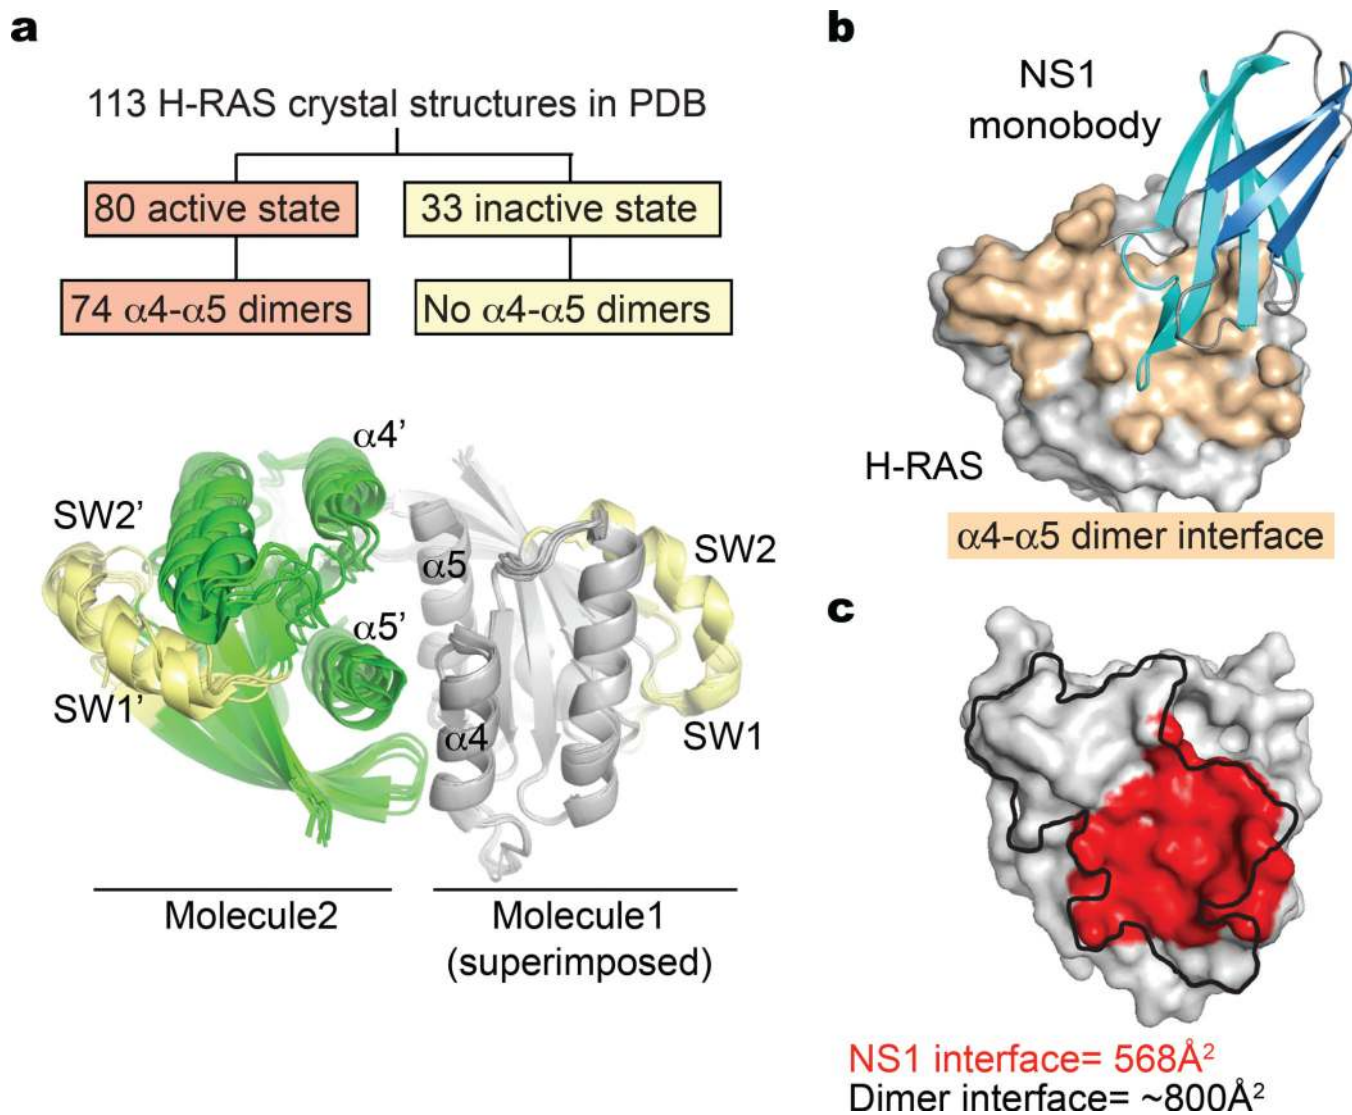 a
113 H-RAS crystal structures in PDB
80 active state
33 inactive state
74 α4-α5 dimers
No α4-α5 dimers
α4’
SW2’
α5
SW2
α5’
SW1’
α4
SW1
Molecule2
Molecule1
(superimposed)
b
NS1
monobody
H-RAS
α4-α5 dimer interface
c
NS1 interface= 568Å²
Dimer interface= ~800Å²